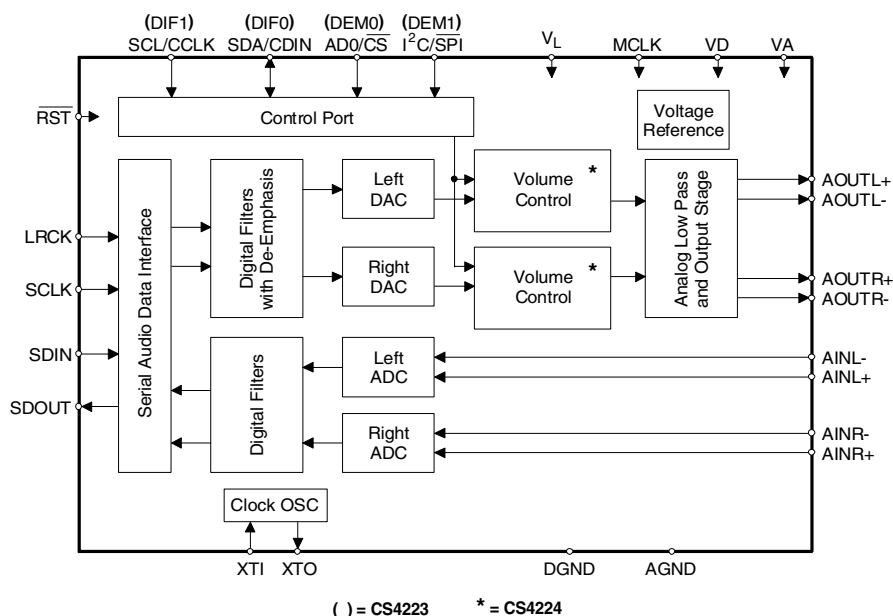 (DIF1) (DIF0) (DEM0) (DEM1)
SCL/CCLK SDA/CDIN AD0/CS I²C/SPI VL MCLK VD VA
RST
Control Port
Voltage
Reference
Serial Audio Data Interface
Digital Filters
with De-Emphasis
Left
DAC
Volume
Control
*
Analog Low Pass
and Output Stage
AOUTL+
AOUTL-
LRCK
SCLK
Right
DAC
Volume
Control
*
AOUTR+
AOUTR-
SDIN
SDOUT
Digital Filters
Left
ADC
AINL-
AINL+
Right
ADC
AINR-
AINR+
Clock OSC
XTI XTO DGND AGND
( ) = CS4223 * = CS4224